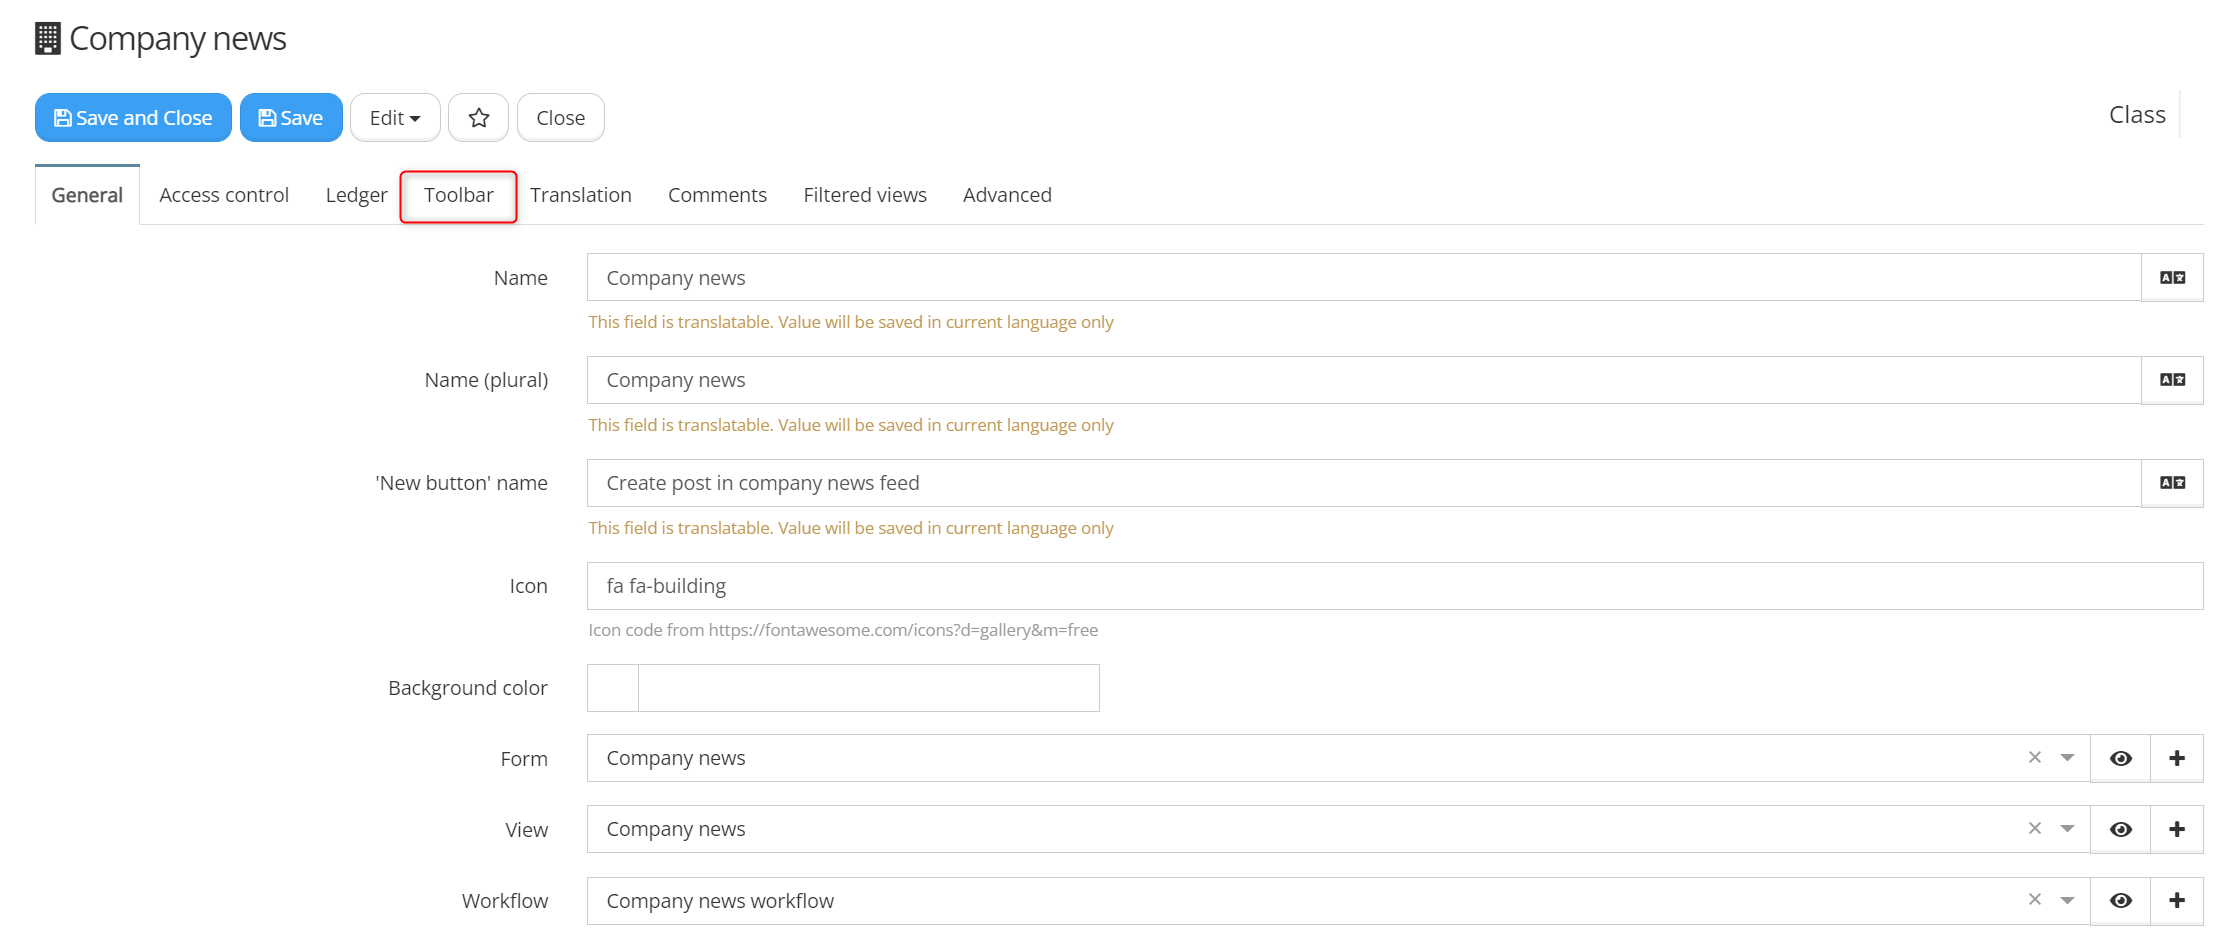 Company news
Save and Close
Save
Edit
Close
Class
General
Access control
Ledger
Toolbar
Translation
Comments
Filtered views
Advanced
Name
Company news
This field is translatable. Value will be saved in current language only
Name (plural)
Company news
This field is translatable. Value will be saved in current language only
'New button' name
Create post in company news feed
This field is translatable. Value will be saved in current language only
Icon
fa fa-building
Icon code from https://fontawesome.com/icons?d=gallery&m=free
Background color
Form
Company news
View
Company news
Workflow
Company news workflow